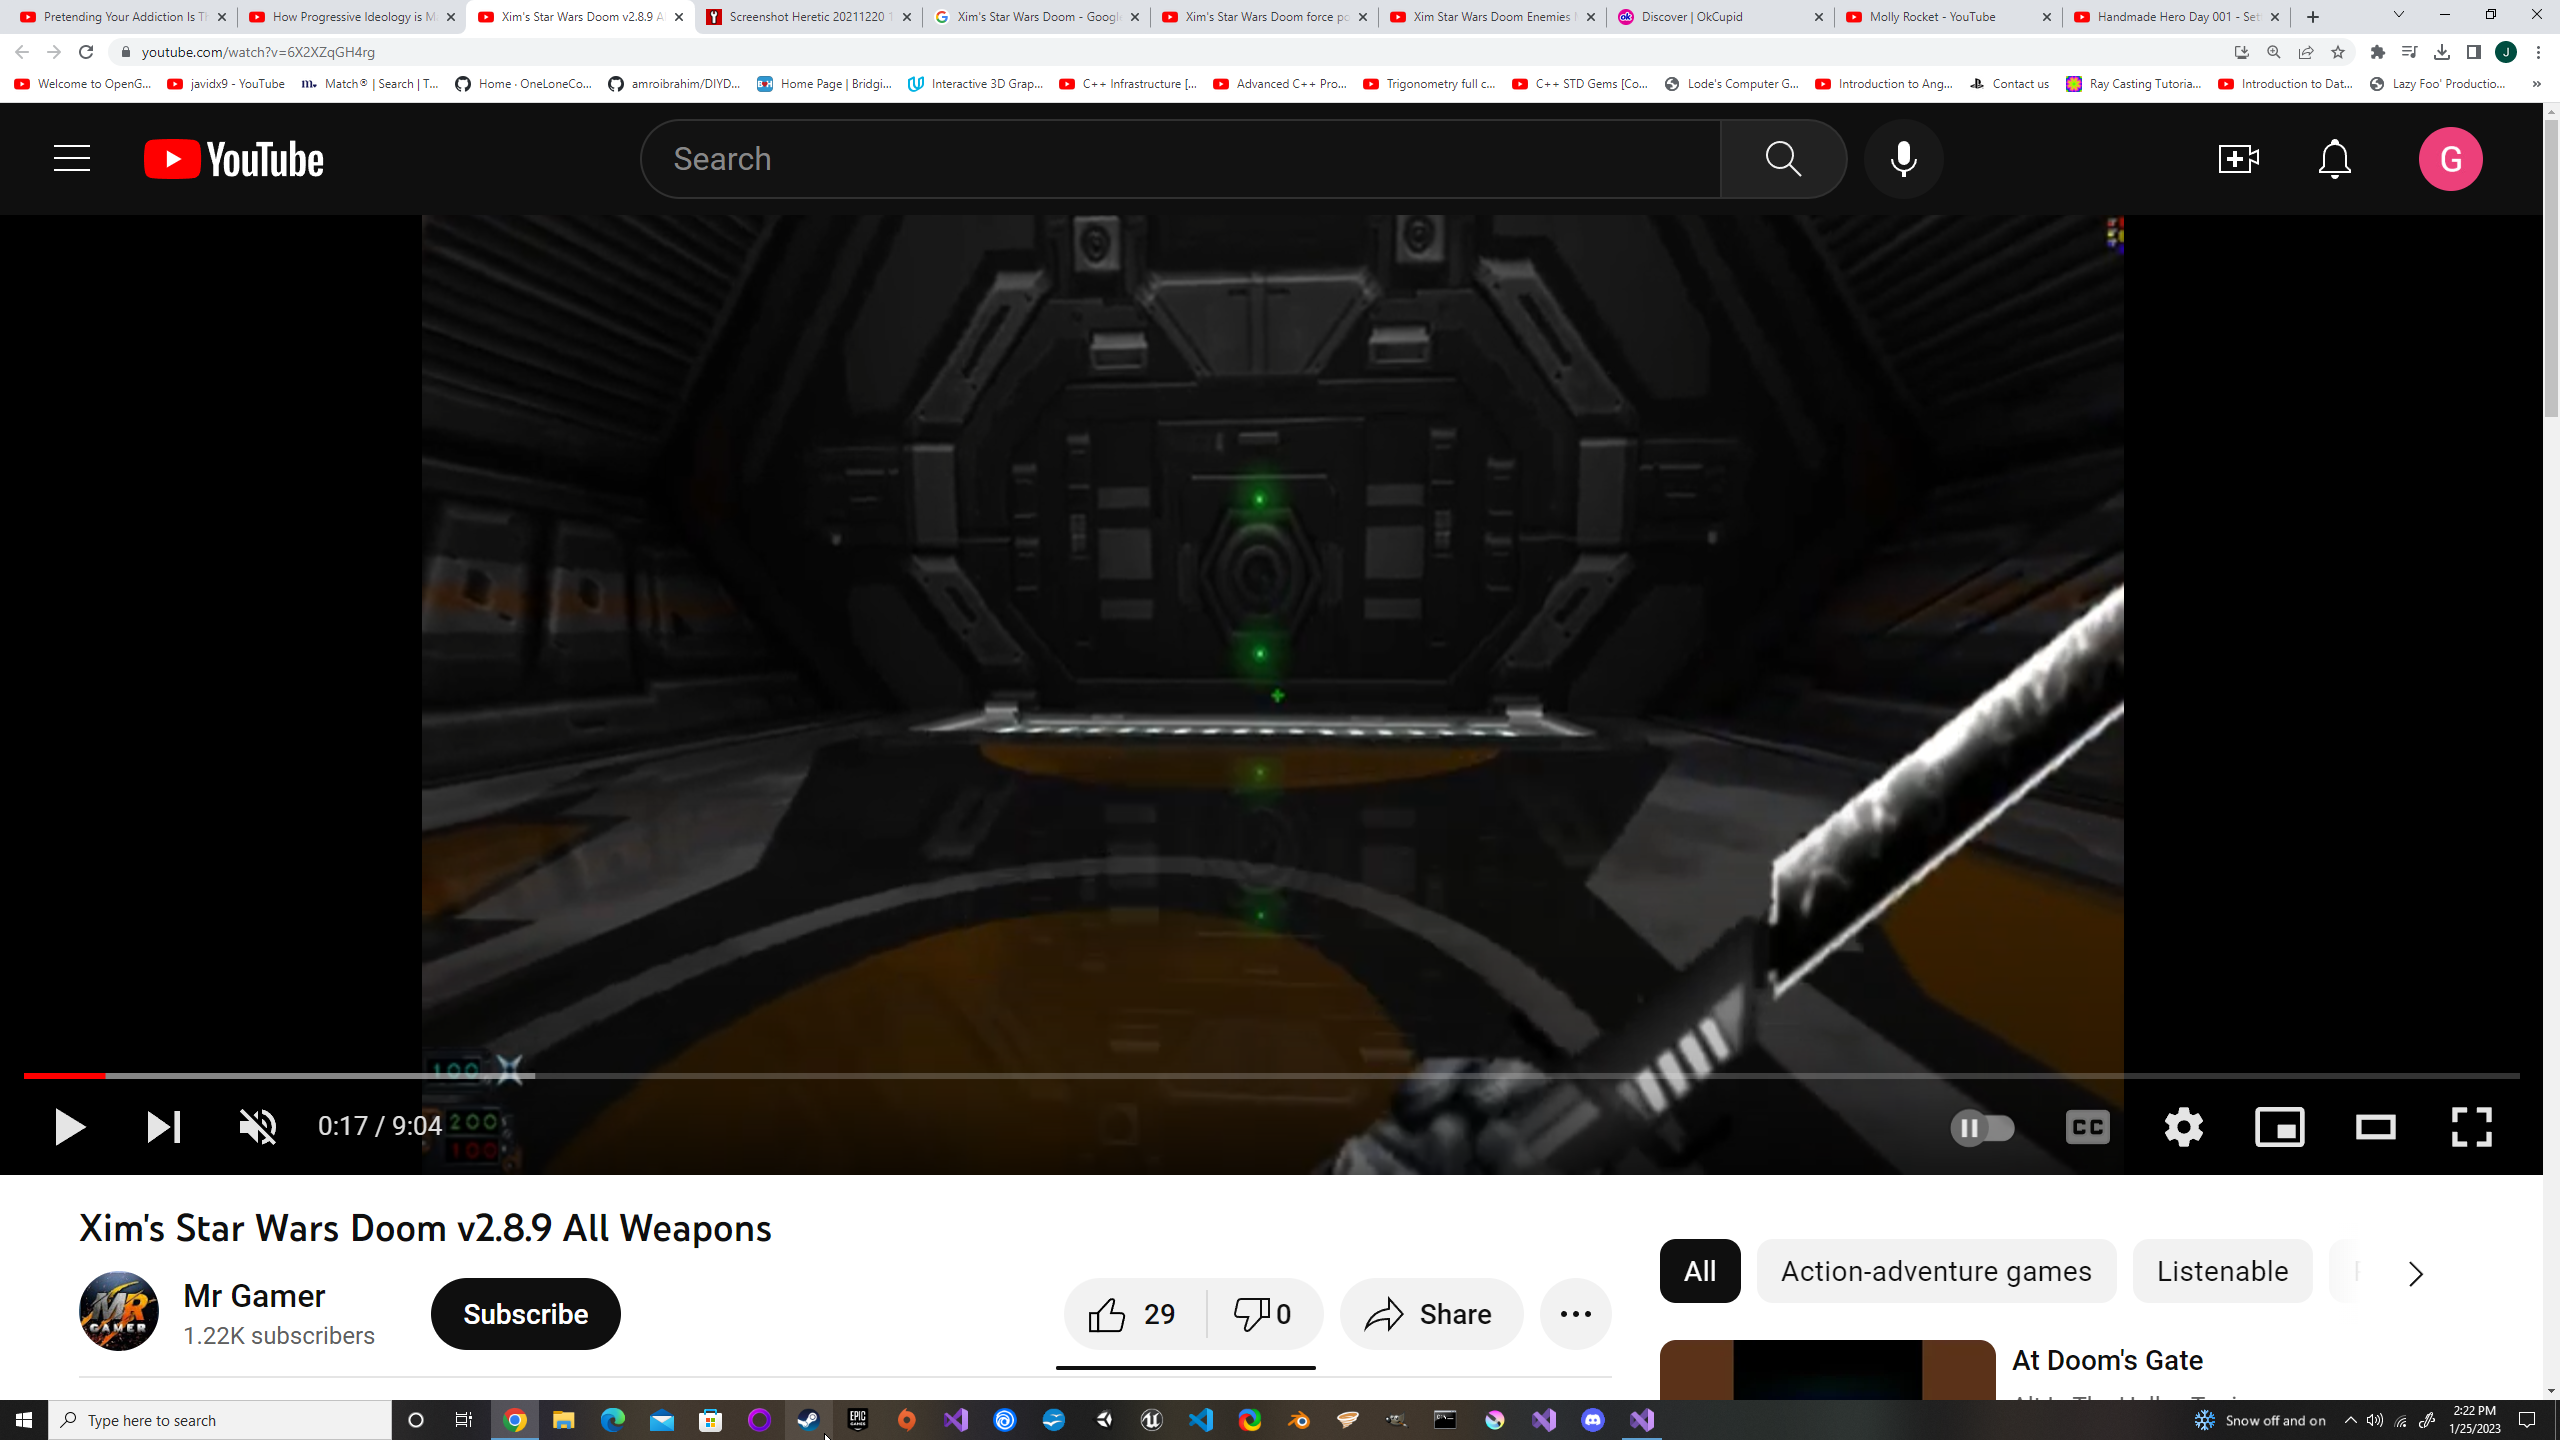 Pretending Your Addiction Is Th
How Progressive Ideology is M
Xim's Star Wars Doom v2.8.9 A
Screenshot Heretic 20211220 1
Xim's Star Wars Doom - Google
Xim's Star Wars Doom force po
Xim Star Wars Doom Enemies
Discover | OkCupid
Molly Rocket - YouTube
Handmade Hero Day 001 - Set
youtube.com/watch?v=6X2XZqGH4rg
J
Welcome to OpenG...
javidx9 - YouTube
Match® | Search | T...
Home · OneLoneCo...
amroibrahim/DIYD...
Home Page | Bridgi...
Interactive 3D Grap...
C++ Infrastructure [...
Advanced C++ Pro...
Trigonometry full c...
C++ STD Gems [Co...
Lode's Computer G...
Introduction to Ang...
Contact us
Ray Casting Tutoria...
Introduction to Dat...
Lazy Foo' Productio...
YouTube
Search
G
100
200
100
0:17 / 9:04
CC
Xim's Star Wars Doom v2.8.9 All Weapons
Mr Gamer
1.22K subscribers
Subscribe
29
0
Share
All
Action-adventure games
Listenable
At Doom's Gate
Type here to search
Snow off and on
2:22 PM
1/25/2023